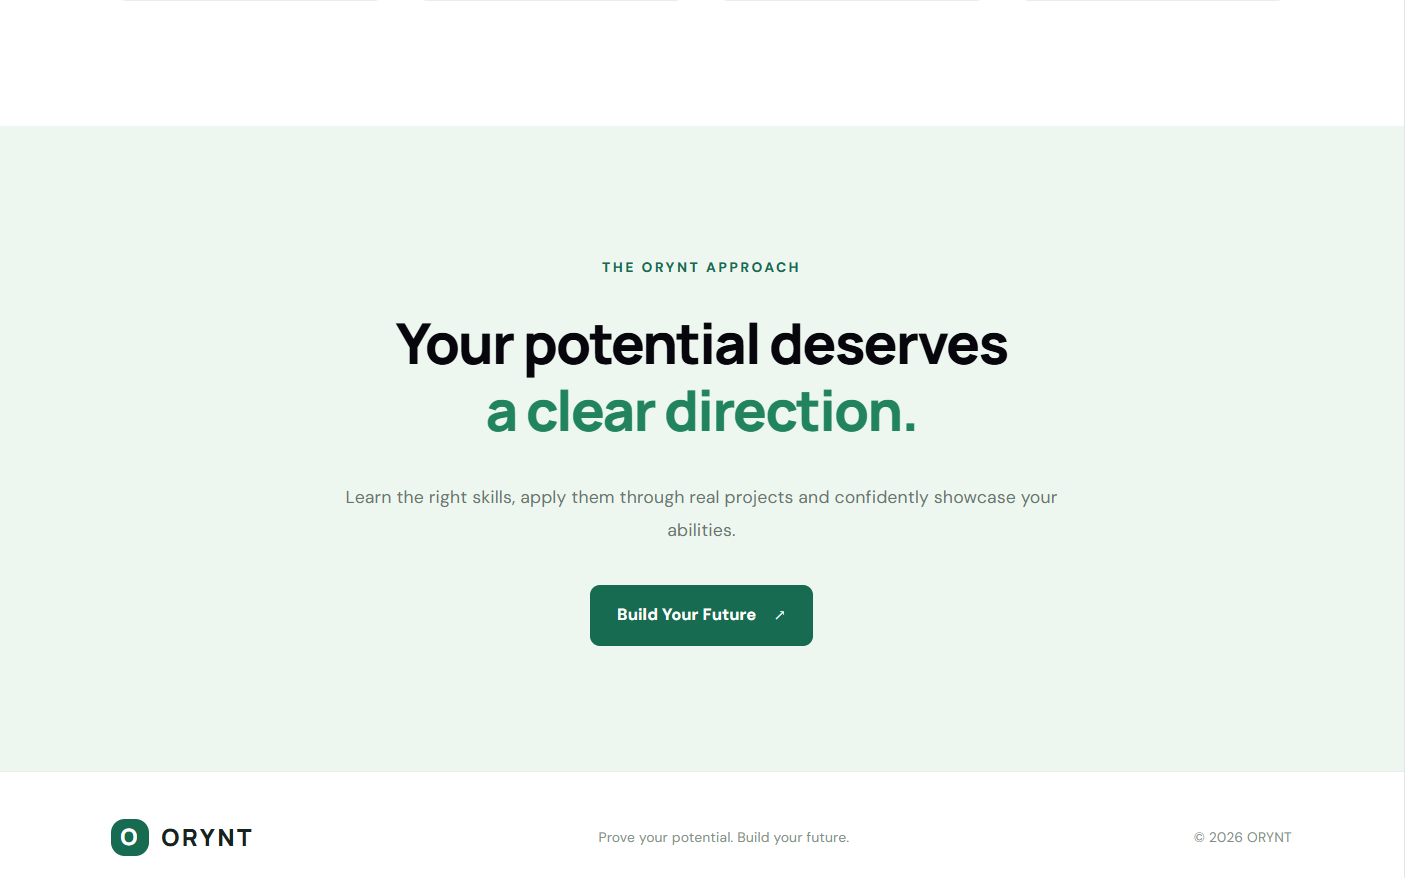 THE ORYNT APPROACH
Your potential deserves
a clear direction.
Learn the right skills, apply them through real projects and confidently showcase your
abilities.
Build Your Future ↗
O ORYNT
Prove your potential. Build your future.
© 2026 ORYNT